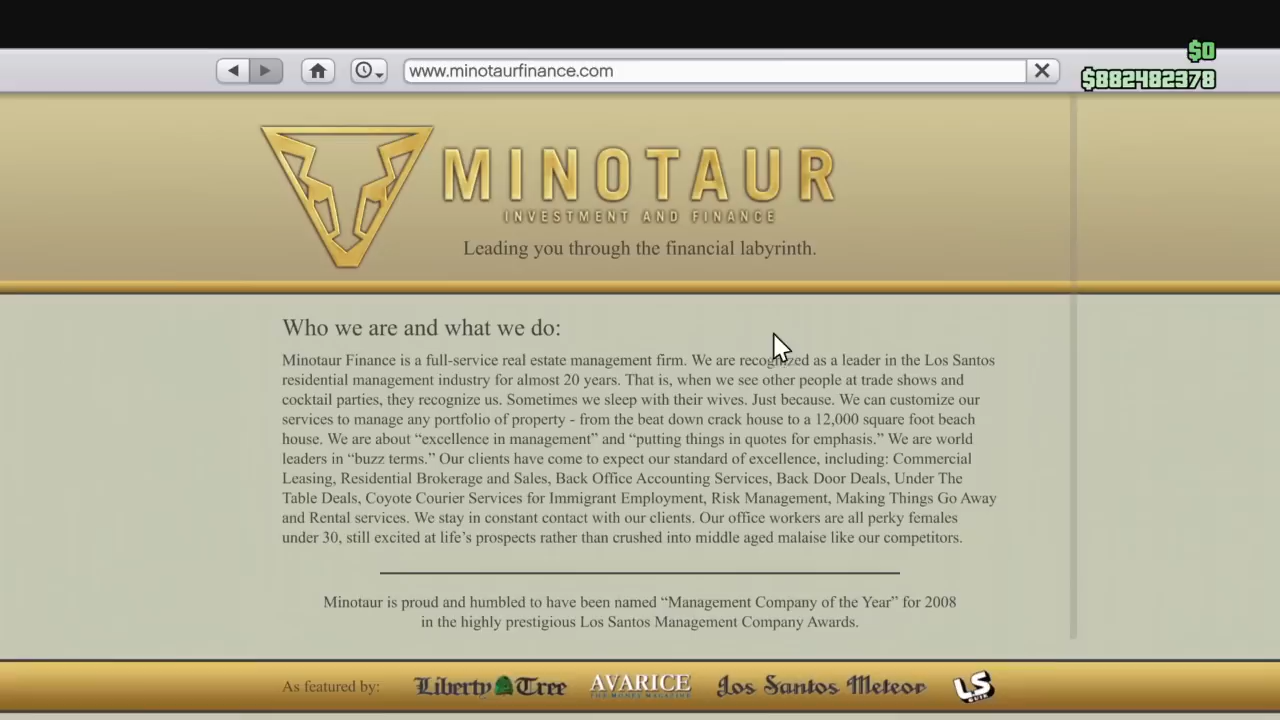 $0
www.minotaurfinance.com
$882482378
MINOTAUR
INVESTMENT AND FINANCE
Leading you through the financial labyrinth.
Who we are and what we do:
Minotaur Finance is a full-service real estate management firm. We are recognized as a leader in the Los Santos
residential management industry for almost 20 years. That is, when we see other people at trade shows and
cocktail parties, they recognize us. Sometimes we sleep with their wives. Just because. We can customize our
services to manage any portfolio of property - from the beat down crack house to a 12,000 square foot beach
house. We are about “excellence in management” and “putting things in quotes for emphasis.” We are world
leaders in “buzz terms.” Our clients have come to expect our standard of excellence, including: Commercial
Leasing, Residential Brokerage and Sales, Back Office Accounting Services, Back Door Deals, Under The
Table Deals, Coyote Courier Services for Immigrant Employment, Risk Management, Making Things Go Away
and Rental services. We stay in constant contact with our clients. Our office workers are all perky females
under 30, still excited at life’s prospects rather than crushed into middle aged malaise like our competitors.
Minotaur is proud and humbled to have been named “Management Company of the Year” for 2008
in the highly prestigious Los Santos Management Company Awards.
As featured by: Liberty Tree AVARICE Los Santos Meteor LS
THE MONEY MAGAZINE